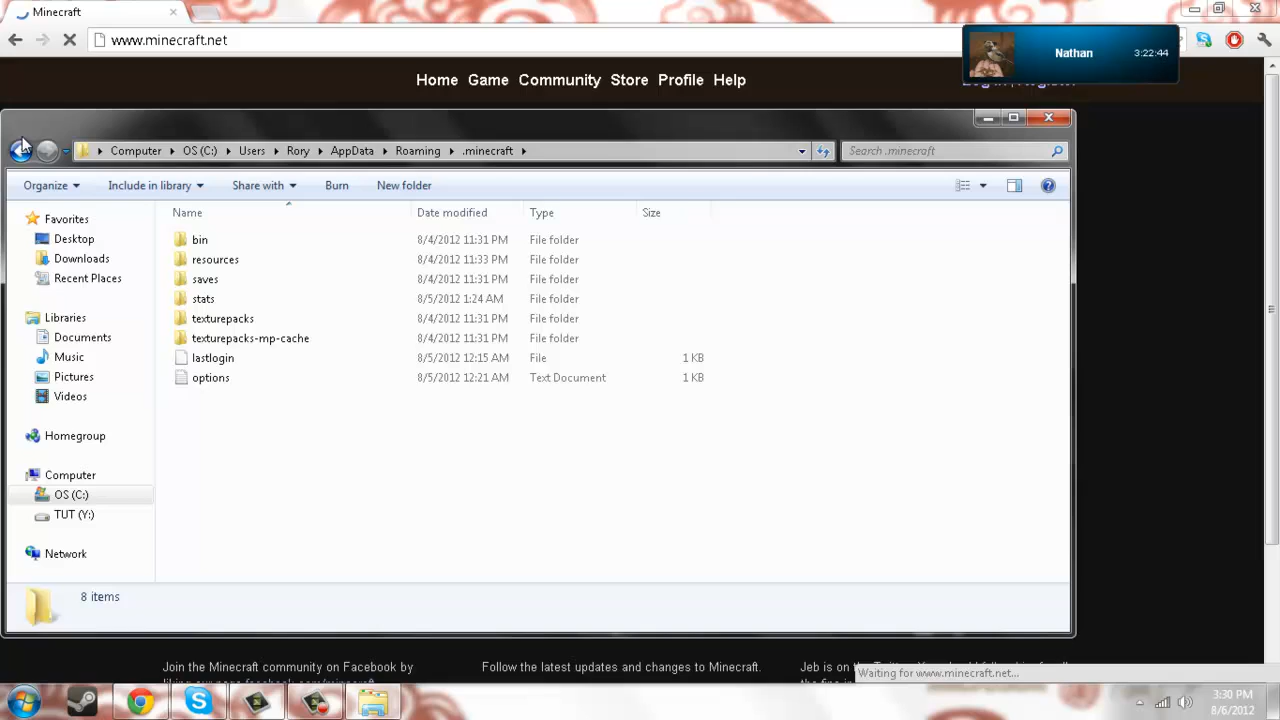 Minecraft
www.minecraft.net
Nathan 3:22:44
Home Game Community Store Profile Help
Computer OS (C:) Users Rory AppData Roaming .minecraft
Search .minecraft
Organize Include in library Share with Burn New folder
Name Date modified Type Size
Favorites
Desktop
Downloads
Recent Places
Libraries
Documents
Music
Pictures
Videos
Homegroup
Computer
OS (C:)
TUT (Y:)
Network
bin 8/4/2012 11:31 PM File folder
resources 8/4/2012 11:33 PM File folder
saves 8/4/2012 11:31 PM File folder
stats 8/5/2012 1:24 AM File folder
texturepacks 8/4/2012 11:31 PM File folder
texturepacks-mp-cache 8/4/2012 11:31 PM File folder
lastlogin 8/5/2012 12:15 AM File 1 KB
options 8/5/2012 12:21 AM Text Document 1 KB
8 items
Join the Minecraft community on Facebook by
Follow the latest updates and changes to Minecraft.
Jeb is on the
Waiting for www.minecraft.net...
3:30 PM
8/6/2012